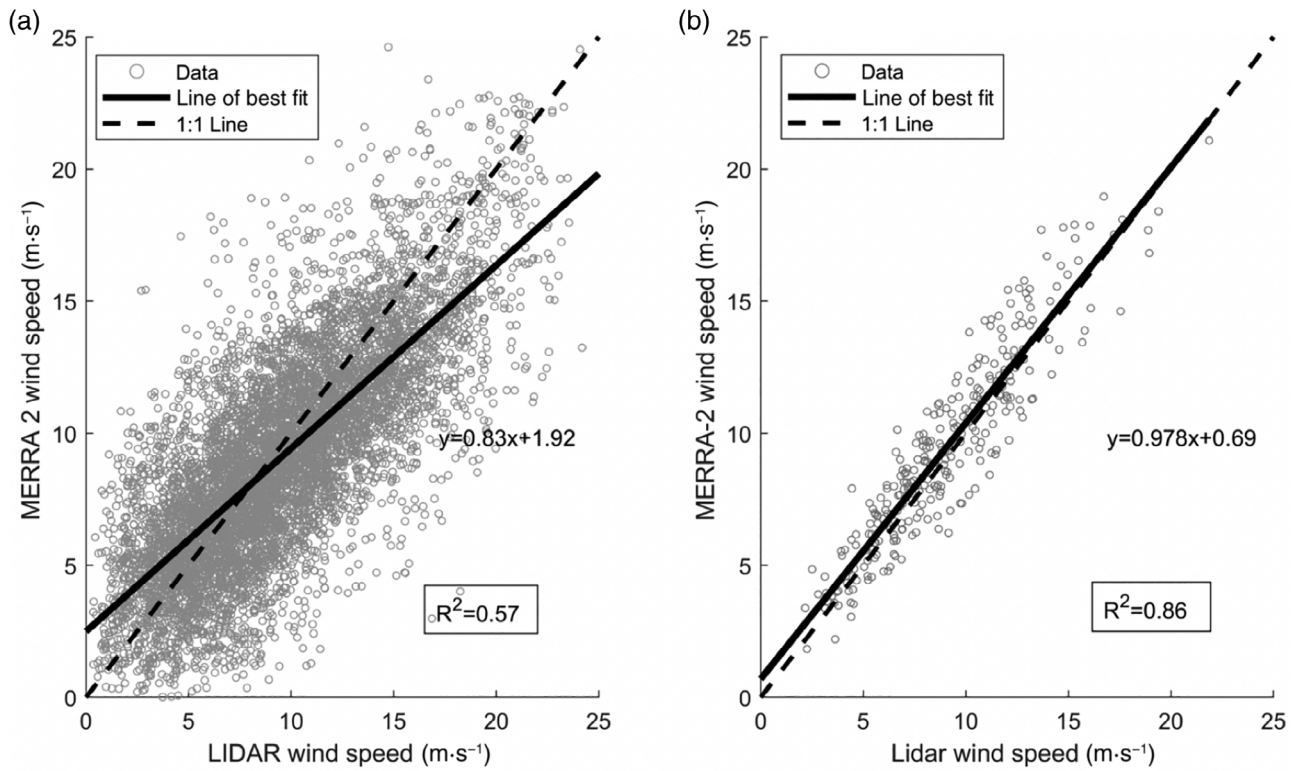 (a)
25
20
15
10
5
0
0 5 10 15 20 25
MERRA 2 wind speed (m·s⁻¹)
LIDAR wind speed (m·s⁻¹)
Data
Line of best fit
1:1 Line
y=0.83x+1.92
R²=0.57
(b)
25
20
15
10
5
0
0 5 10 15 20 25
MERRA-2 wind speed (m·s⁻¹)
Lidar wind speed (m·s⁻¹)
Data
Line of best fit
1:1 Line
y=0.978x+0.69
R²=0.86